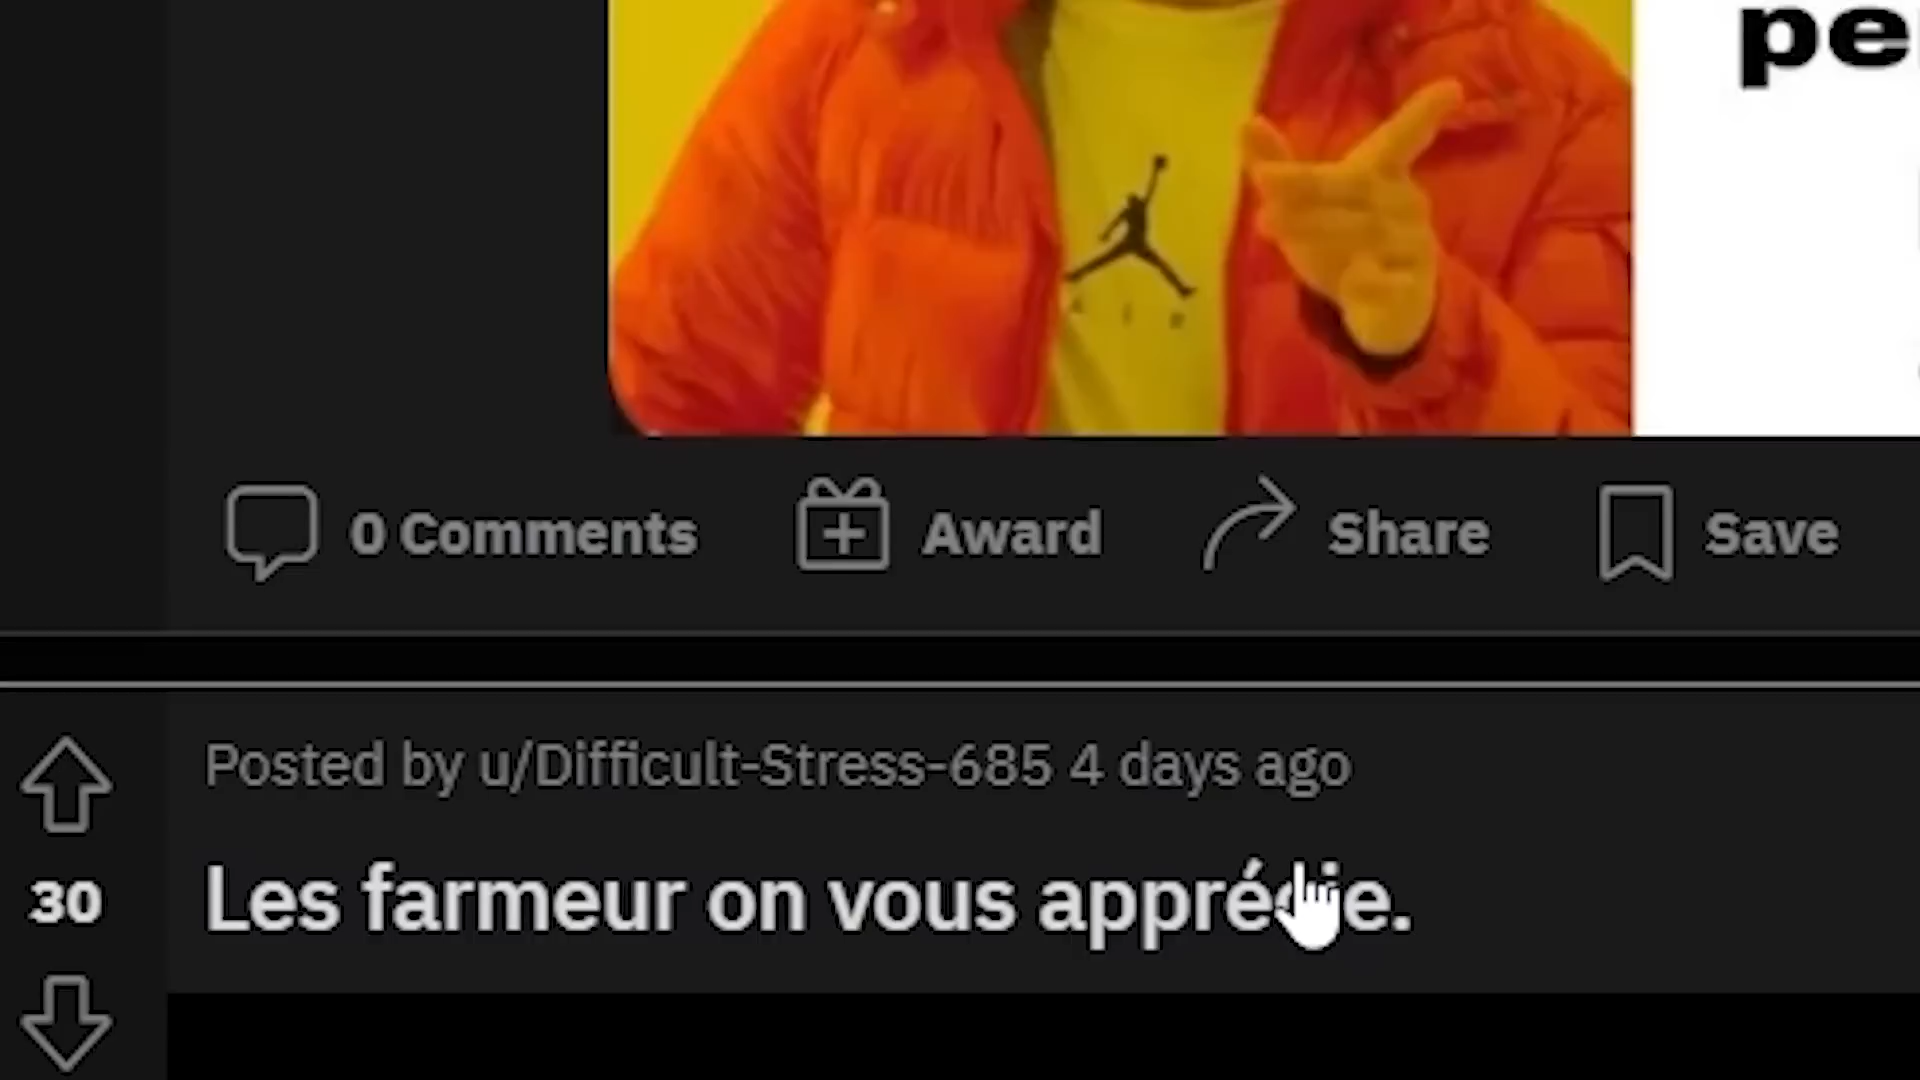 pe
AIR
0 Comments Award Share Save
Posted by u/Difficult-Stress-685 4 days ago
30
Les farmeur on vous apprécie.